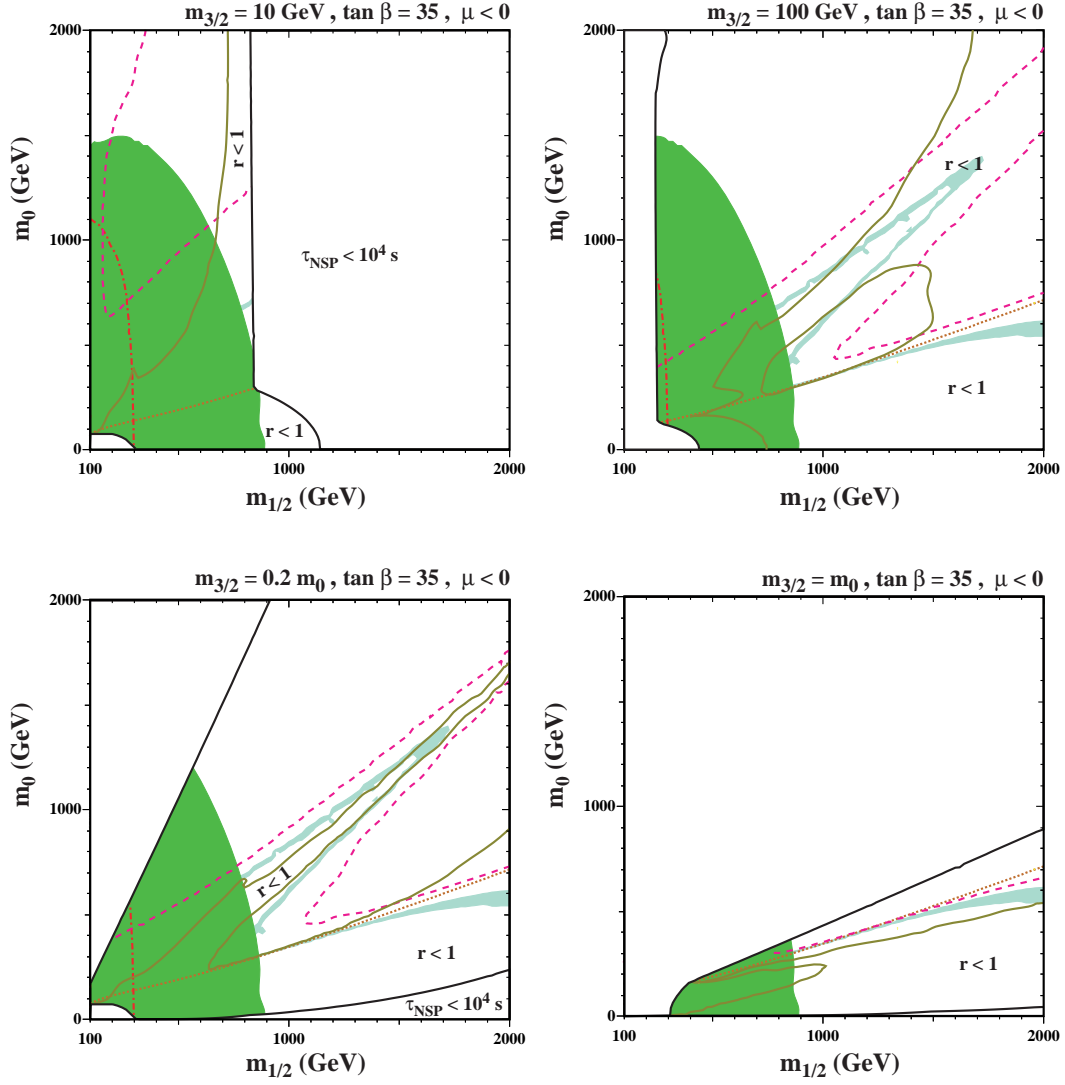 m3/2 = 10 GeV , tan β = 35 , μ < 0
2000
1000
0
m0 (GeV)
r < 1
τNSP < 10^4 s
r < 1
100
1000
2000
m1/2 (GeV)
m3/2 = 100 GeV , tan β = 35 , μ < 0
2000
1000
0
m0 (GeV)
r < 1
r < 1
100
1000
2000
m1/2 (GeV)
m3/2 = 0.2 m0 , tan β = 35 , μ < 0
2000
1000
0
m0 (GeV)
r < 1
r < 1
τNSP < 10^4 s
100
1000
2000
m1/2 (GeV)
m3/2 = m0 , tan β = 35 , μ < 0
2000
1000
0
m0 (GeV)
r < 1
100
1000
2000
m1/2 (GeV)